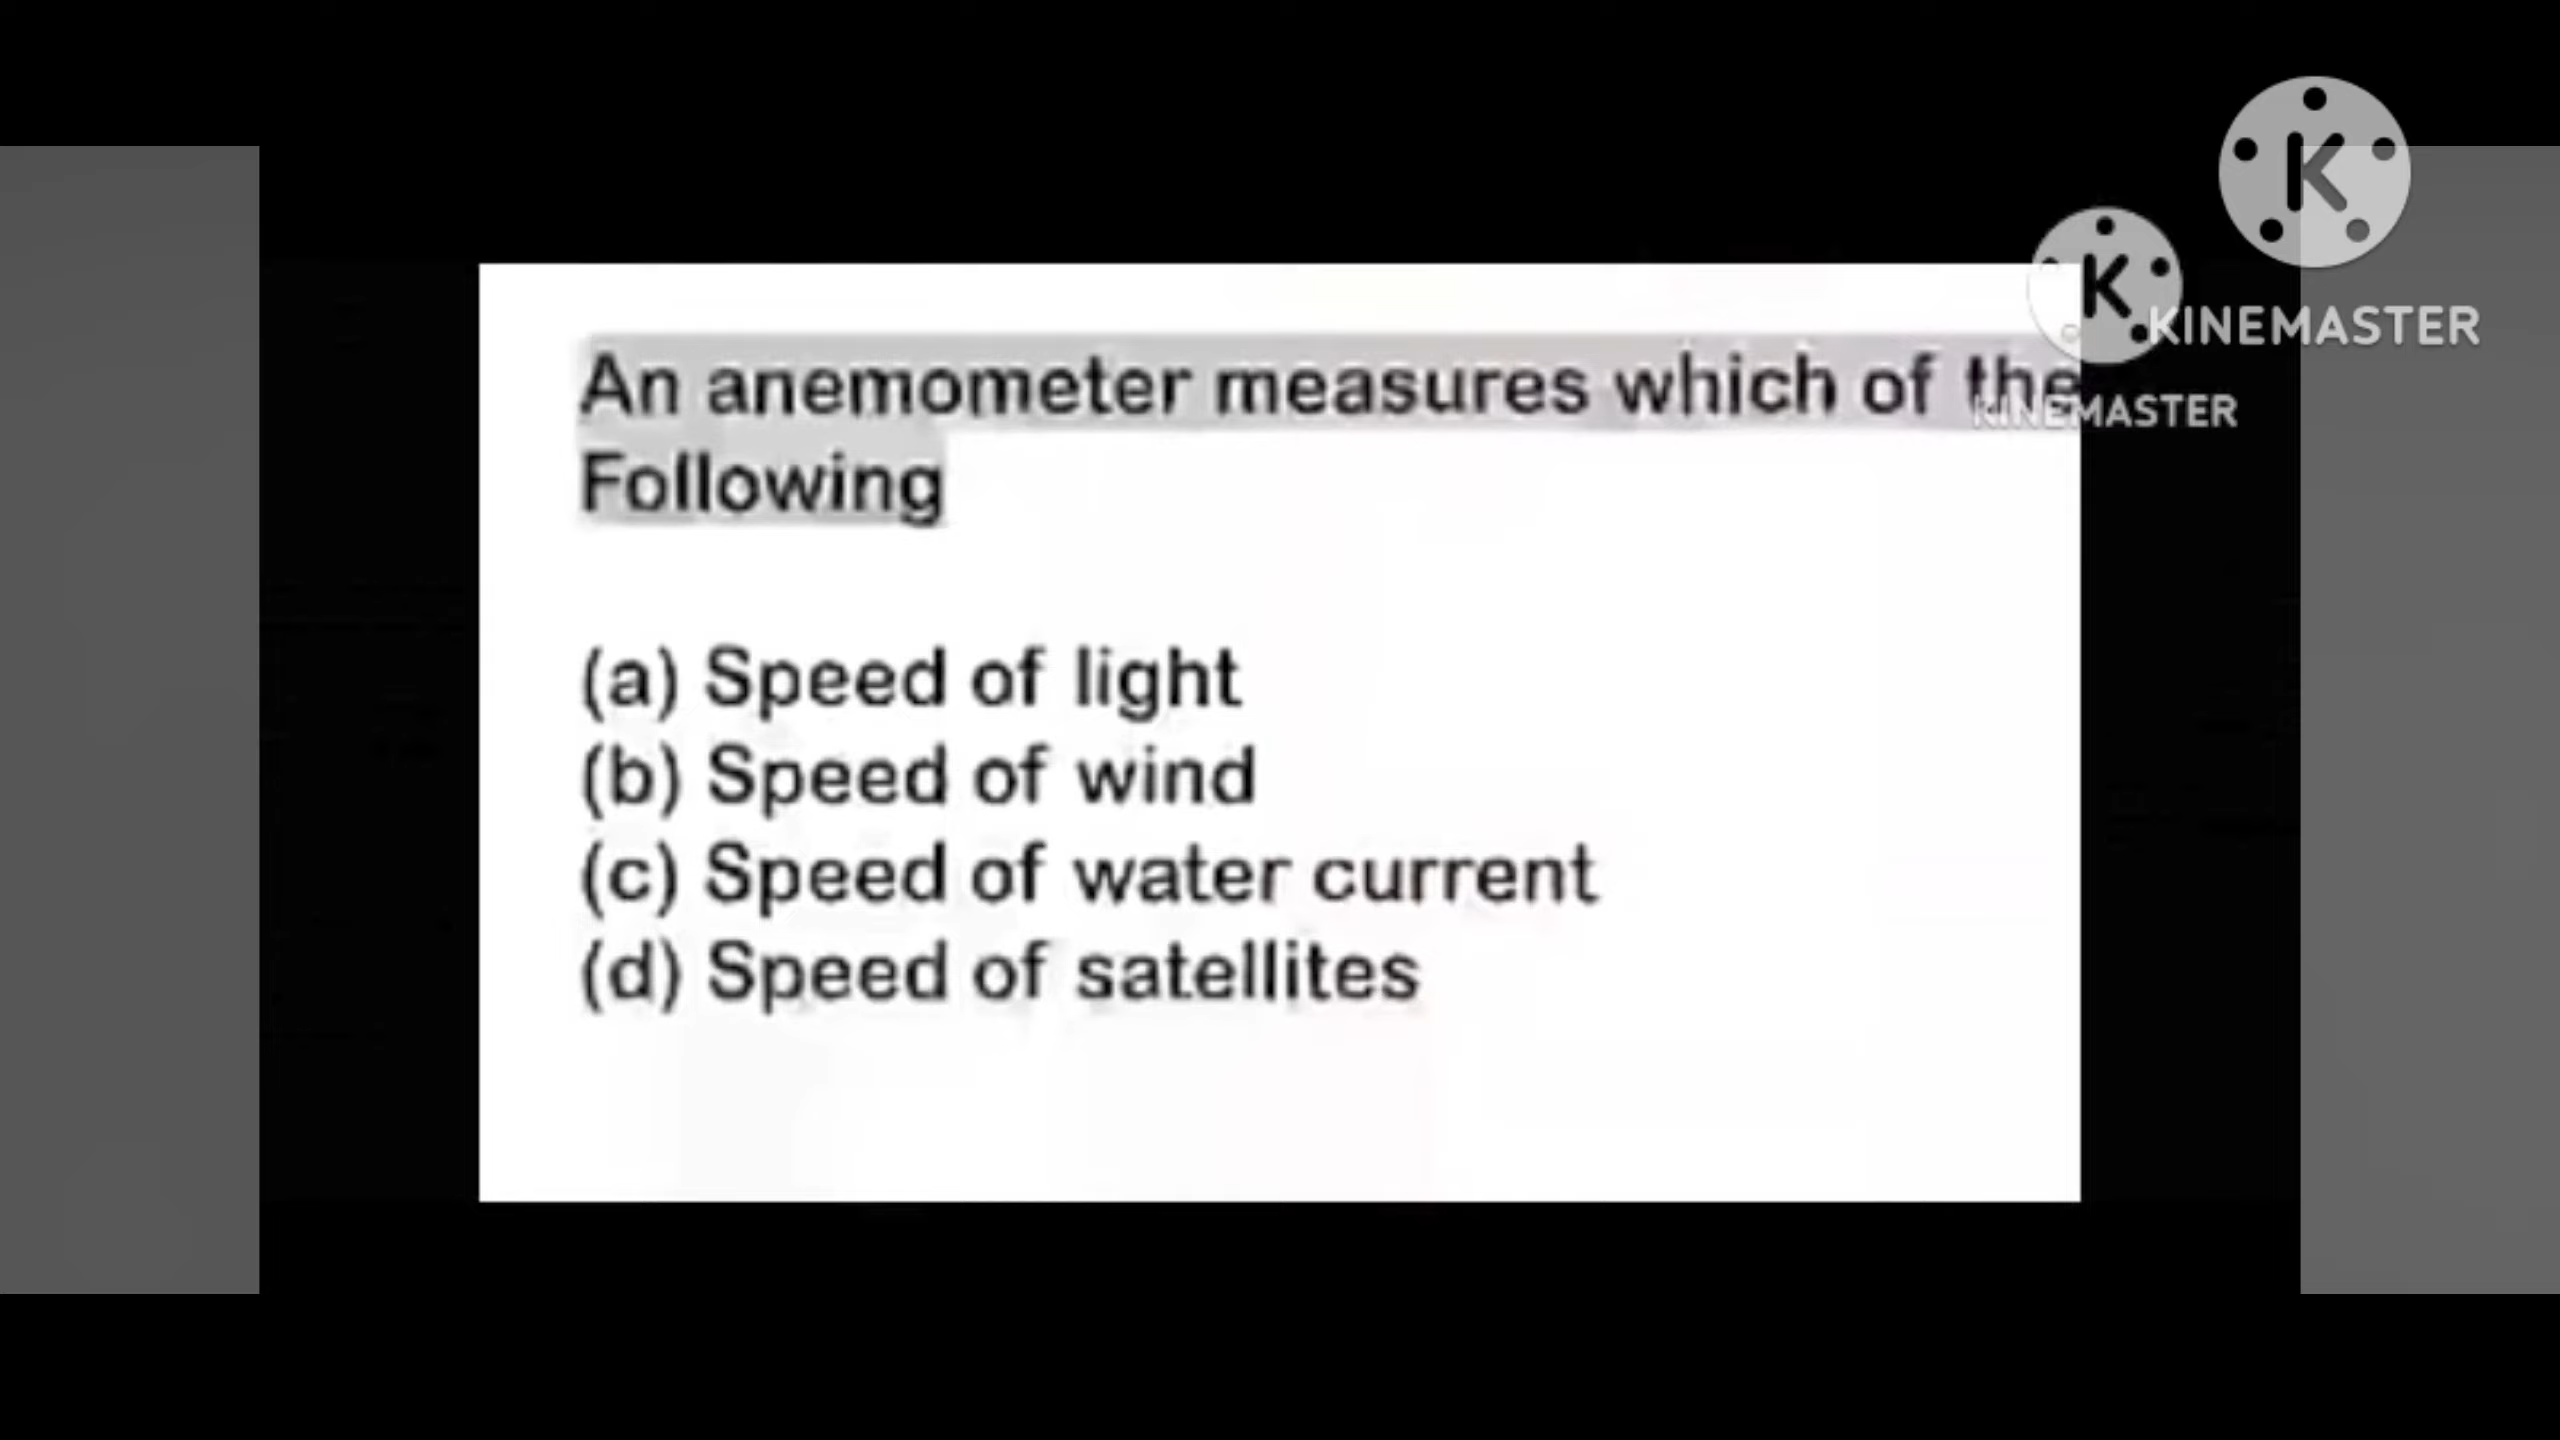 K
K
KINEMASTER
An anemometer measures which of the
KINEMASTER
Following
(a) Speed of light
(b) Speed of wind
(c) Speed of water current
(d) Speed of satellites